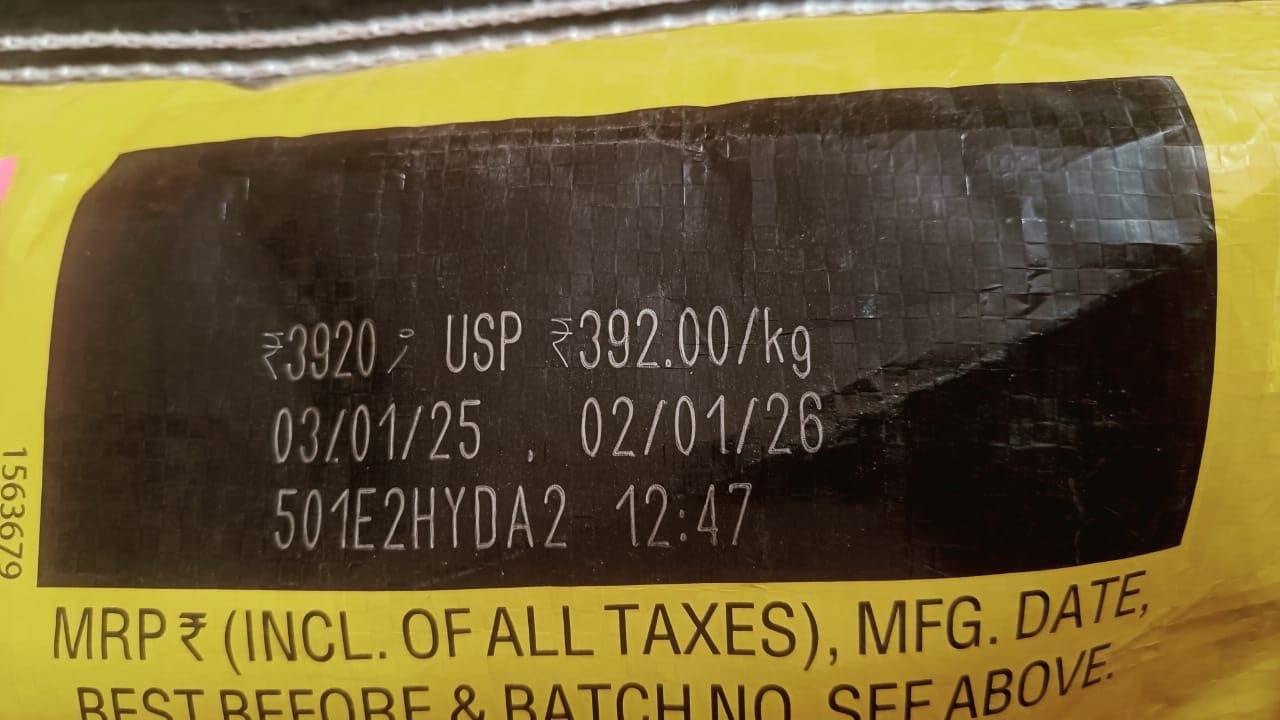 ₹3920 ; USP ₹392.00/kg
03/01/25 . 02/01/26
501E2HYDA2 12:47
1563679
MRP ₹ (INCL. OF ALL TAXES), MFG. DATE,
BEST BEFORE & BATCH NO. SEE ABOVE.